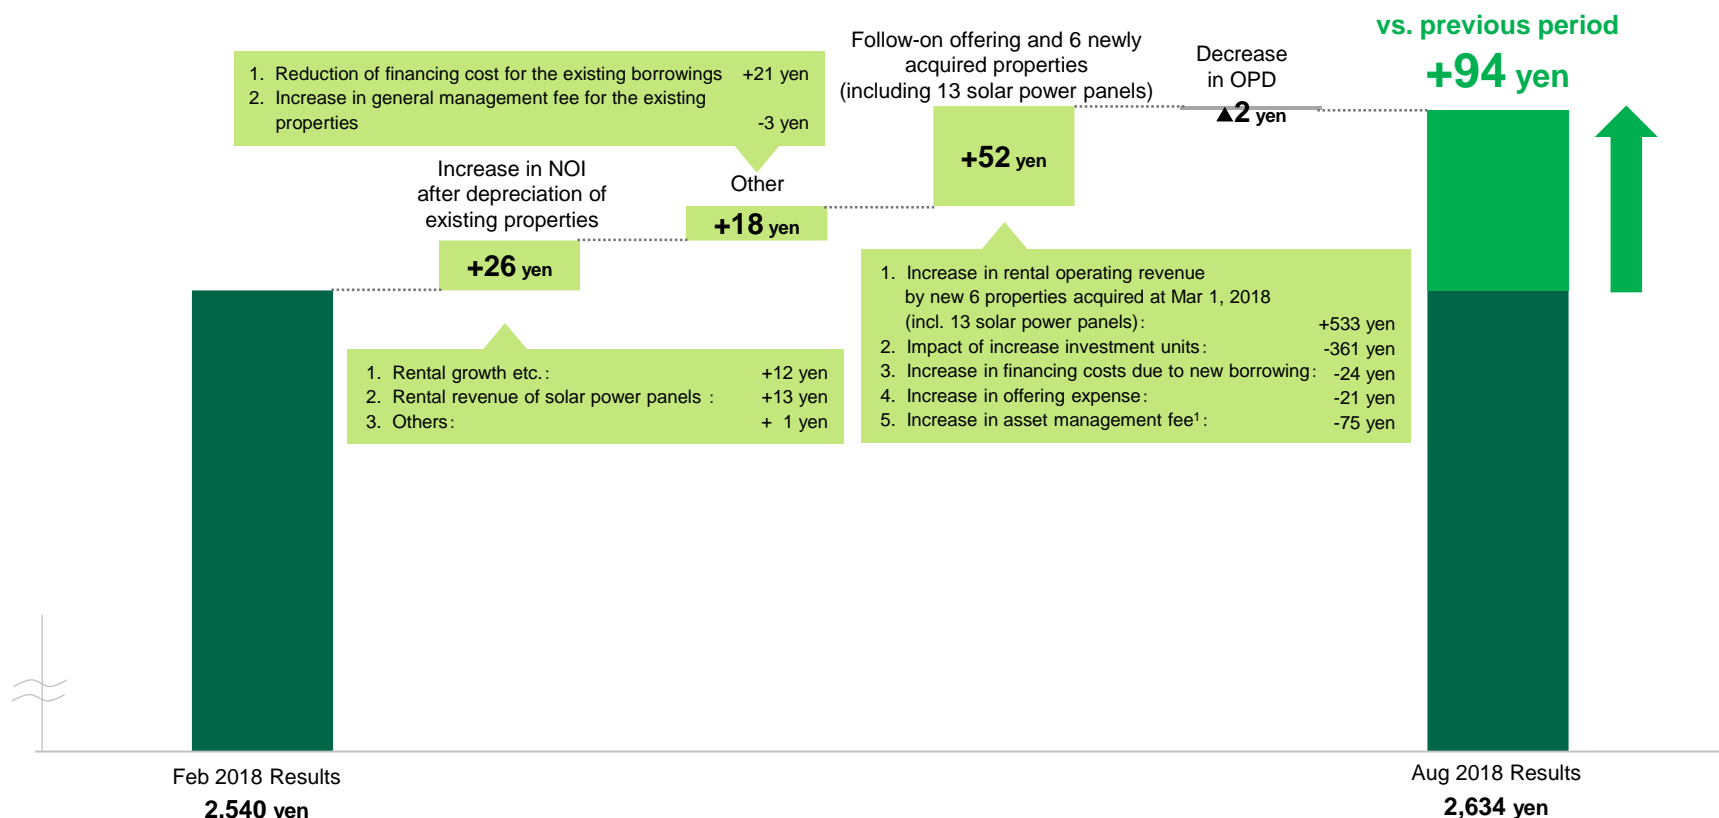 vs. previous period
+94 yen
Follow-on offering and 6 newly
acquired properties
(including 13 solar power panels)
Decrease
in OPD
▲2 yen
1. Reduction of financing cost for the existing borrowings +21 yen
2. Increase in general management fee for the existing
properties -3 yen
+52 yen
Increase in NOI
after depreciation of
existing properties
Other
+18 yen
+26 yen
1. Increase in rental operating revenue
by new 6 properties acquired at Mar 1, 2018
(incl. 13 solar power panels): +533 yen
2. Impact of increase investment units: -361 yen
3. Increase in financing costs due to new borrowing: -24 yen
4. Increase in offering expense: -21 yen
5. Increase in asset management fee¹: -75 yen
1. Rental growth etc.: +12 yen
2. Rental revenue of solar power panels : +13 yen
3. Others: + 1 yen
Feb 2018 Results
2,540 yen
Aug 2018 Results
2,634 yen